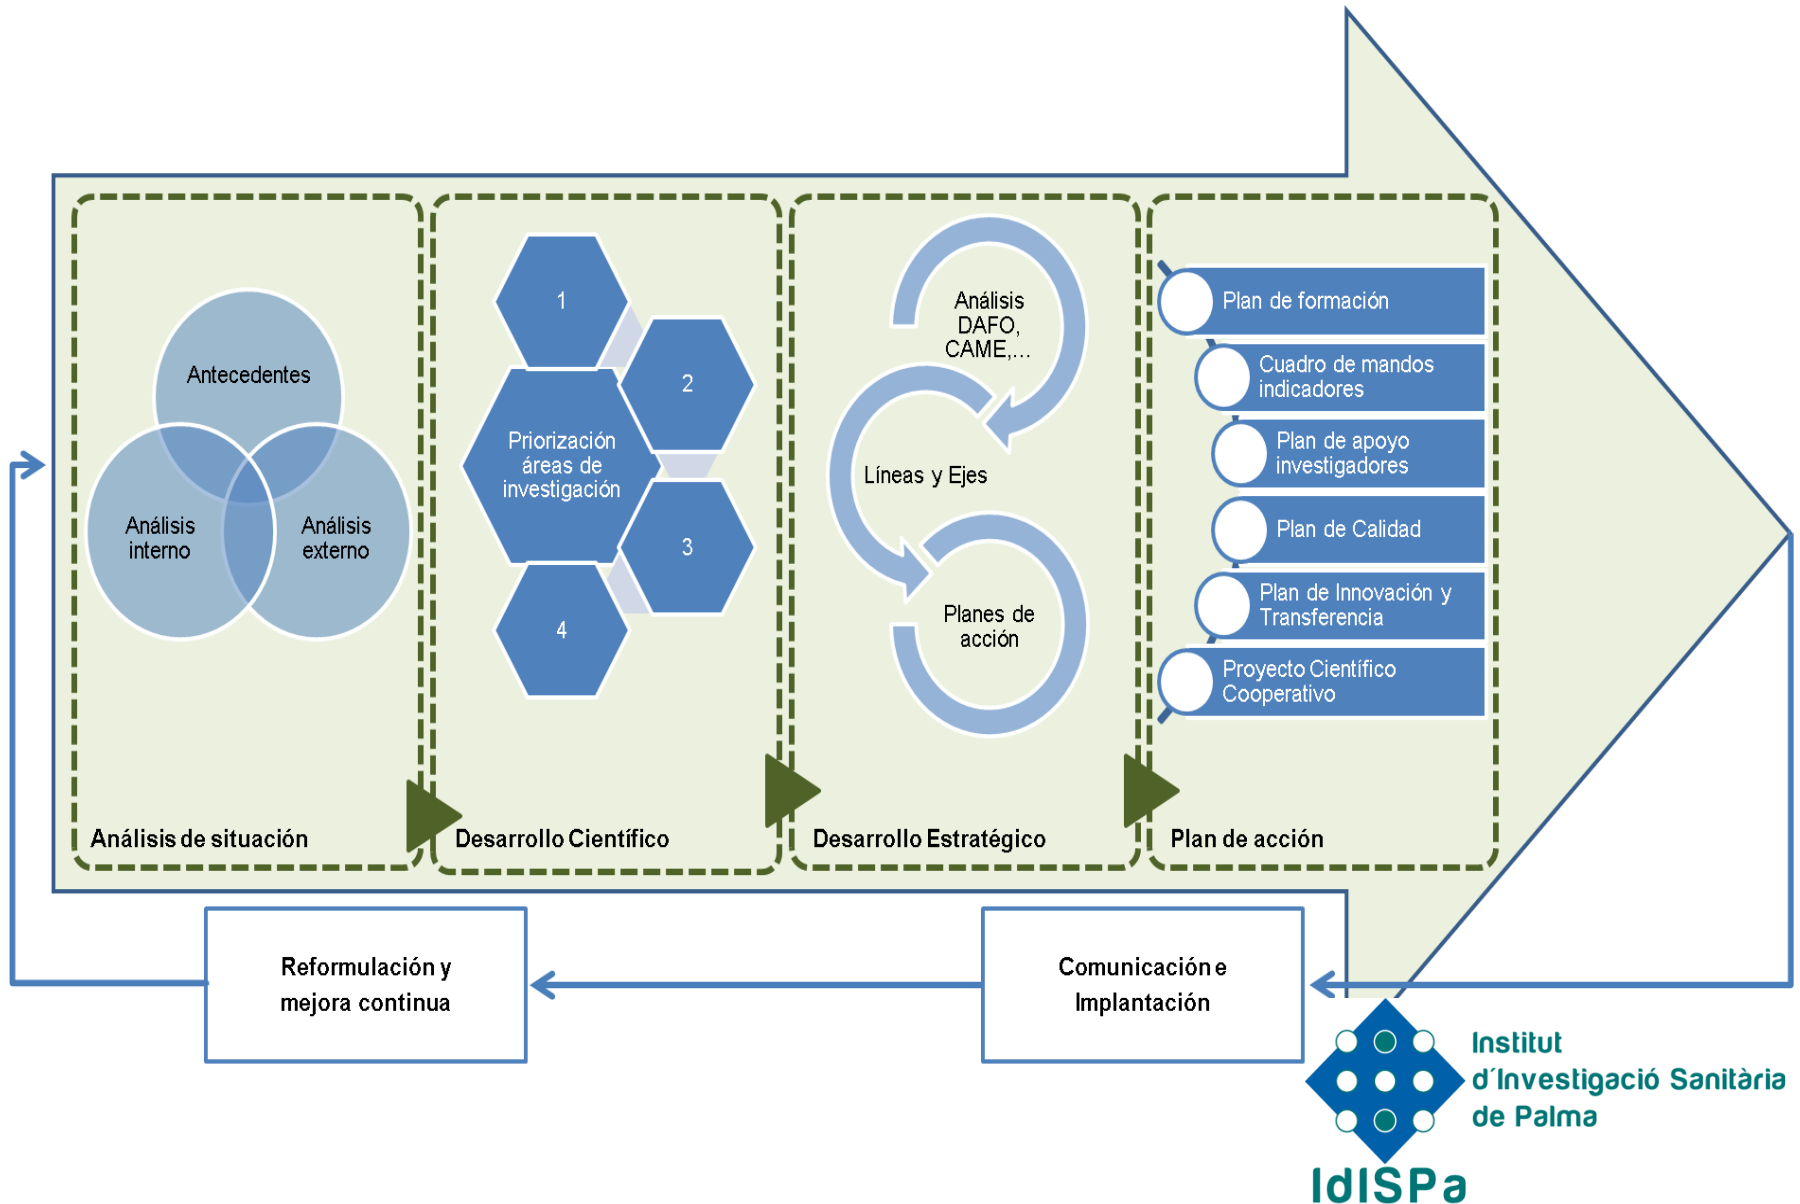 Antecedentes
Análisis
interno
Análisis
externo
Análisis de situación
1
2
Priorización
áreas de
investigación
3
4
Desarrollo Científico
Análisis
DAFO,
CAME,...
Líneas y Ejes
Planes de
acción
Desarrollo Estratégico
Plan de formación
Cuadro de mandos
indicadores
Plan de apoyo
investigadores
Plan de Calidad
Plan de Innovación y
Transferencia
Proyecto Científico
Cooperativo
Plan de acción
Reformulación y
mejora continua
Comunicación e
Implantación
Institut
d´Investigació Sanitària
de Palma
IdISPa